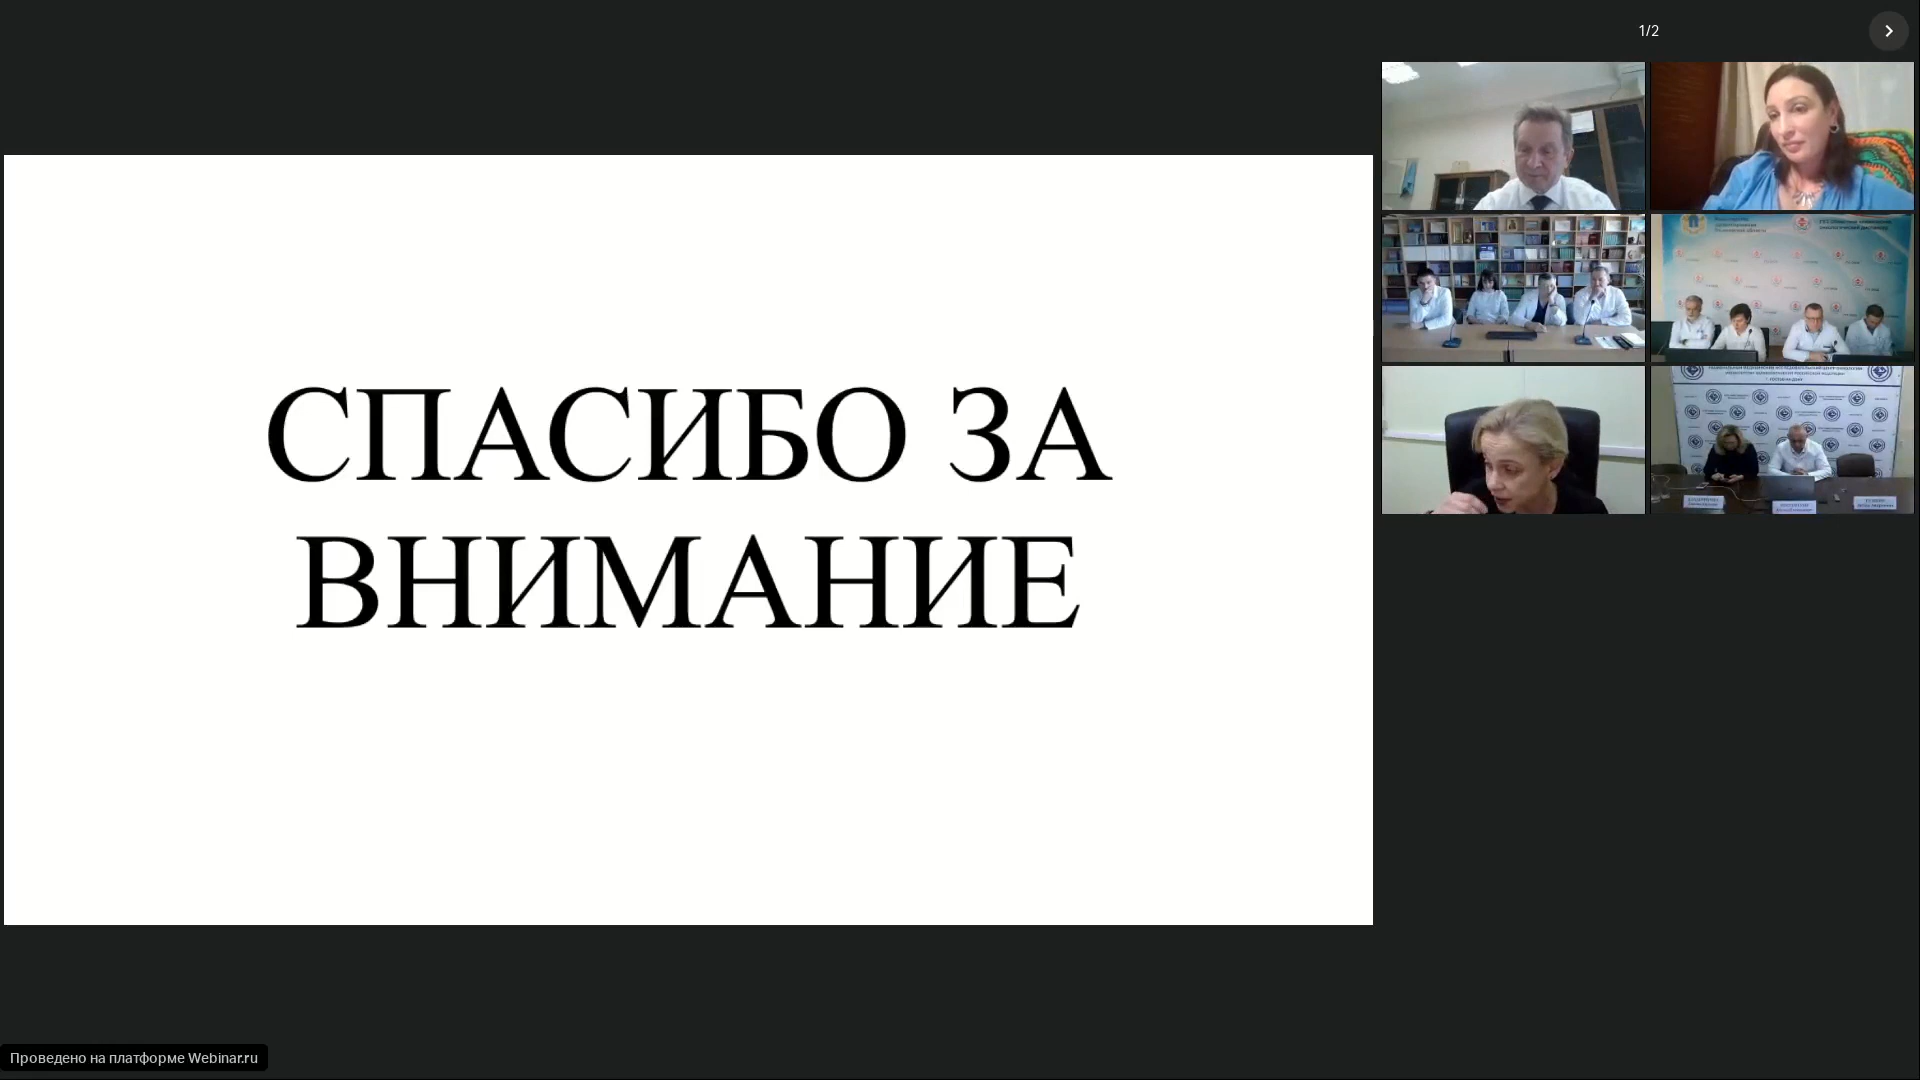 1/2
СПАСИБО ЗА
ВНИМАНИЕ
Проведено на платформе Webinar.ru